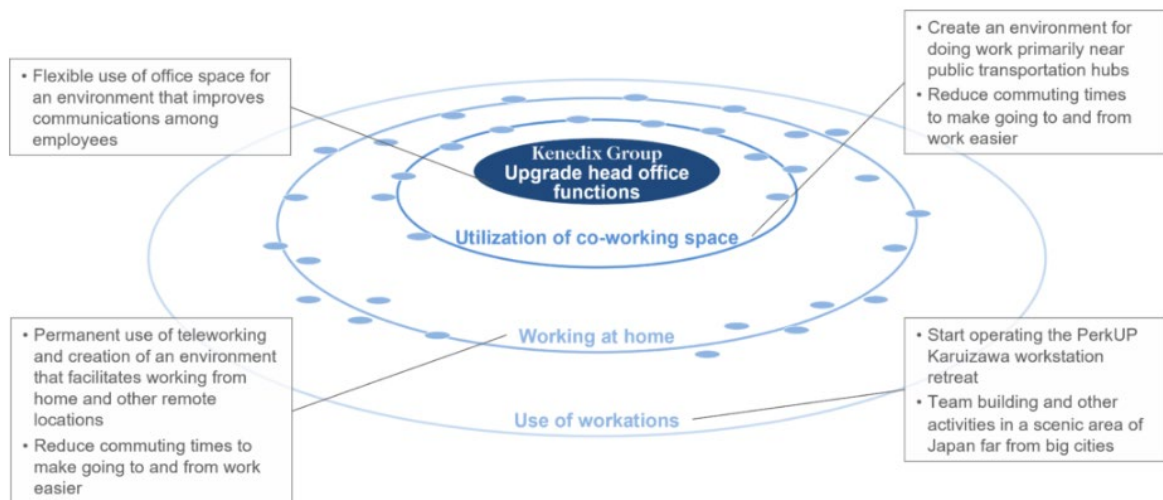 • Flexible use of office space for
an environment that improves
communications among
employees
• Create an environment for
doing work primarily near
public transportation hubs
• Reduce commuting times
to make going to and from
work easier
Kenedix Group
Upgrade head office
functions
Utilization of co-working space
Working at home
Use of workations
• Permanent use of teleworking
and creation of an environment
that facilitates working from
home and other remote
locations
• Reduce commuting times to
make going to and from work
easier
• Start operating the PerkUP
Karuizawa workstation
retreat
• Team building and other
activities in a scenic area of
Japan far from big cities